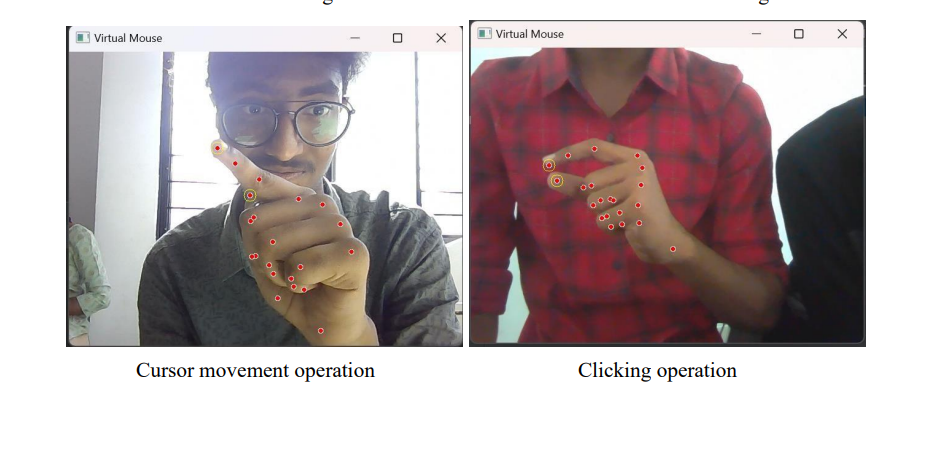 Virtual Mouse
Virtual Mouse
Cursor movement operation
Clicking operation